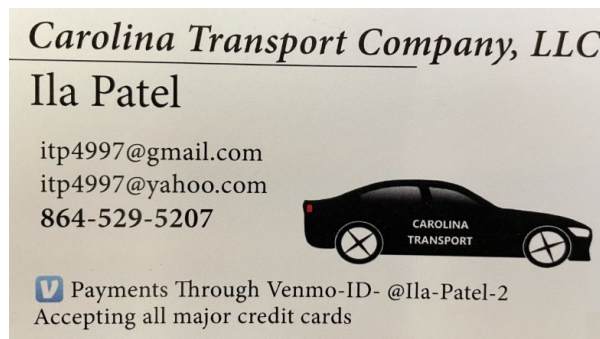 Carolina Transport Company, LLC
Ila Patel
itp4997@gmail.com
itp4997@yahoo.com
864-529-5207
CAROLINA
TRANSPORT
Payments Through Venmo-ID- @Ila-Patel-2
Accepting all major credit cards